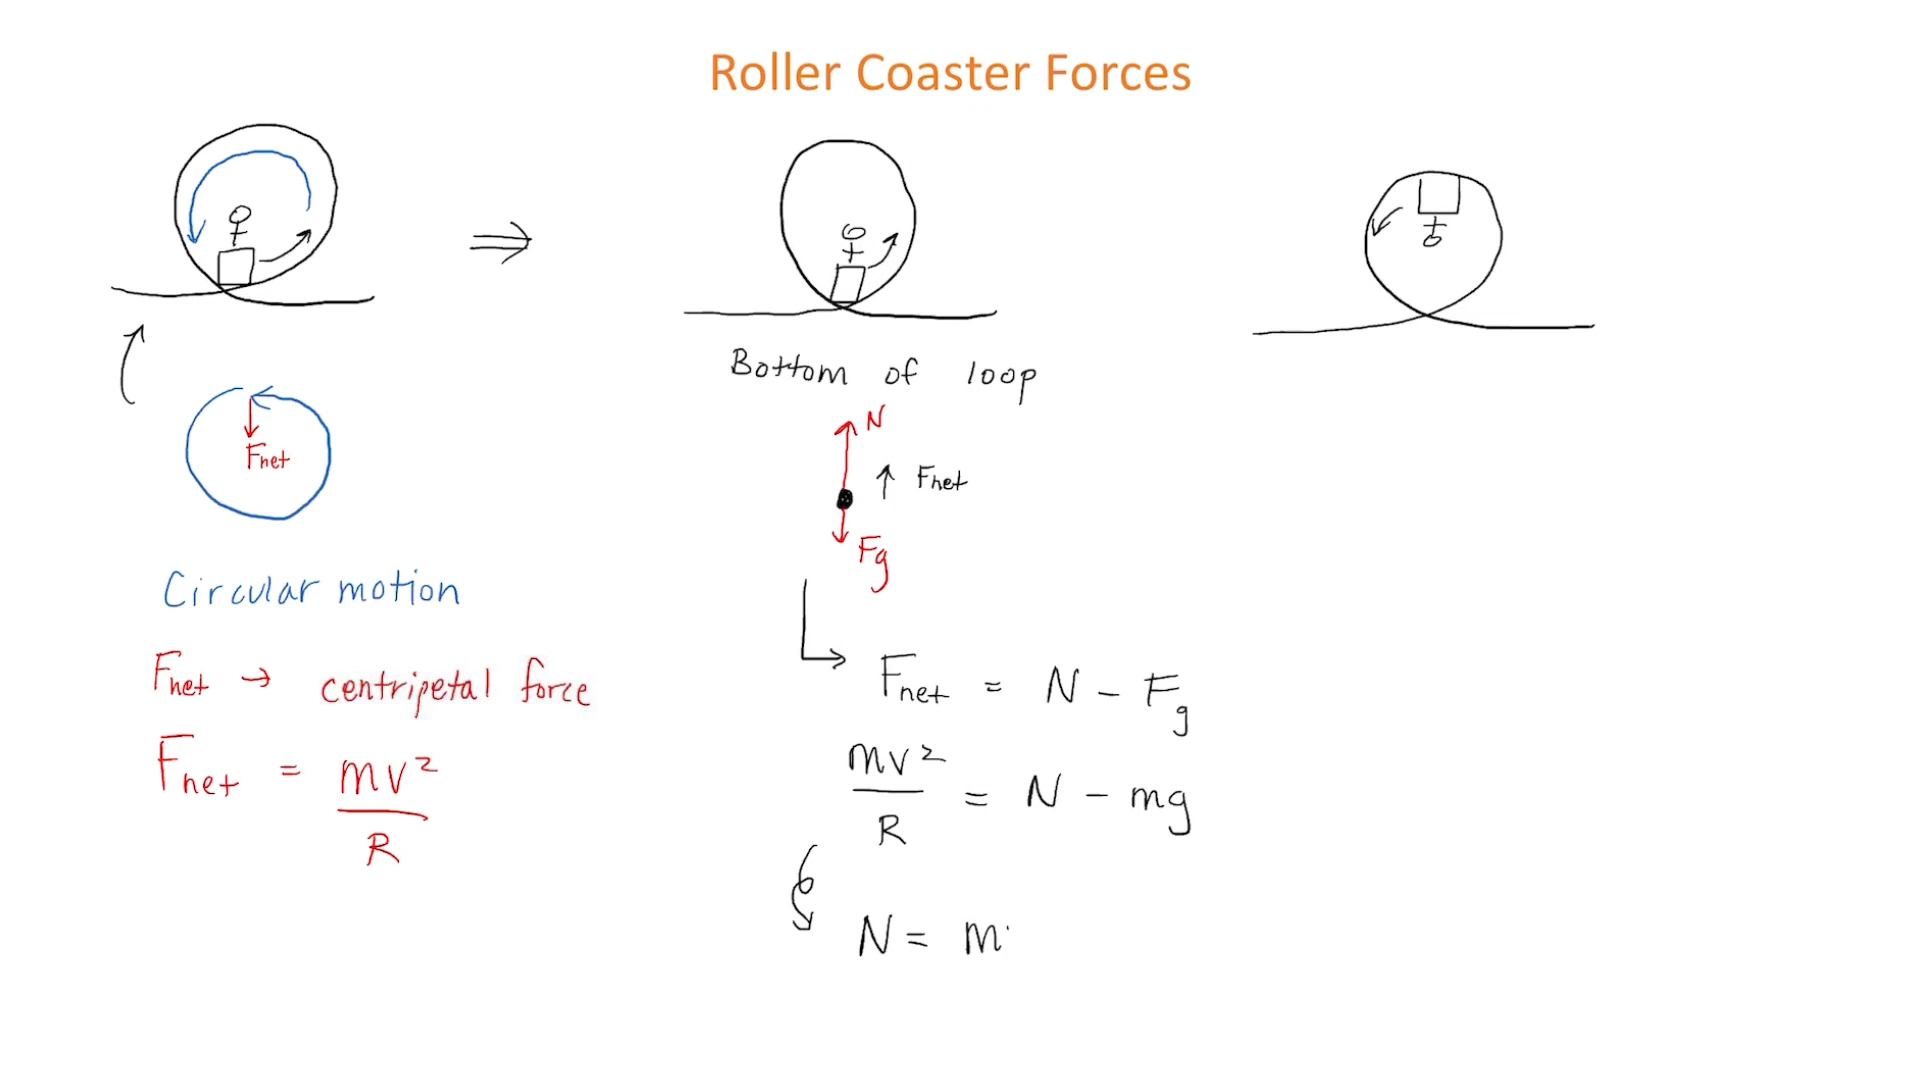 Roller Coaster Forces
Fnet
Circular motion
Fnet → centripetal force
Fnet = mv²/R
Bottom of loop
N
↑ Fnet
Fg
Fnet = N - Fg
mv²/R = N - mg
N = m